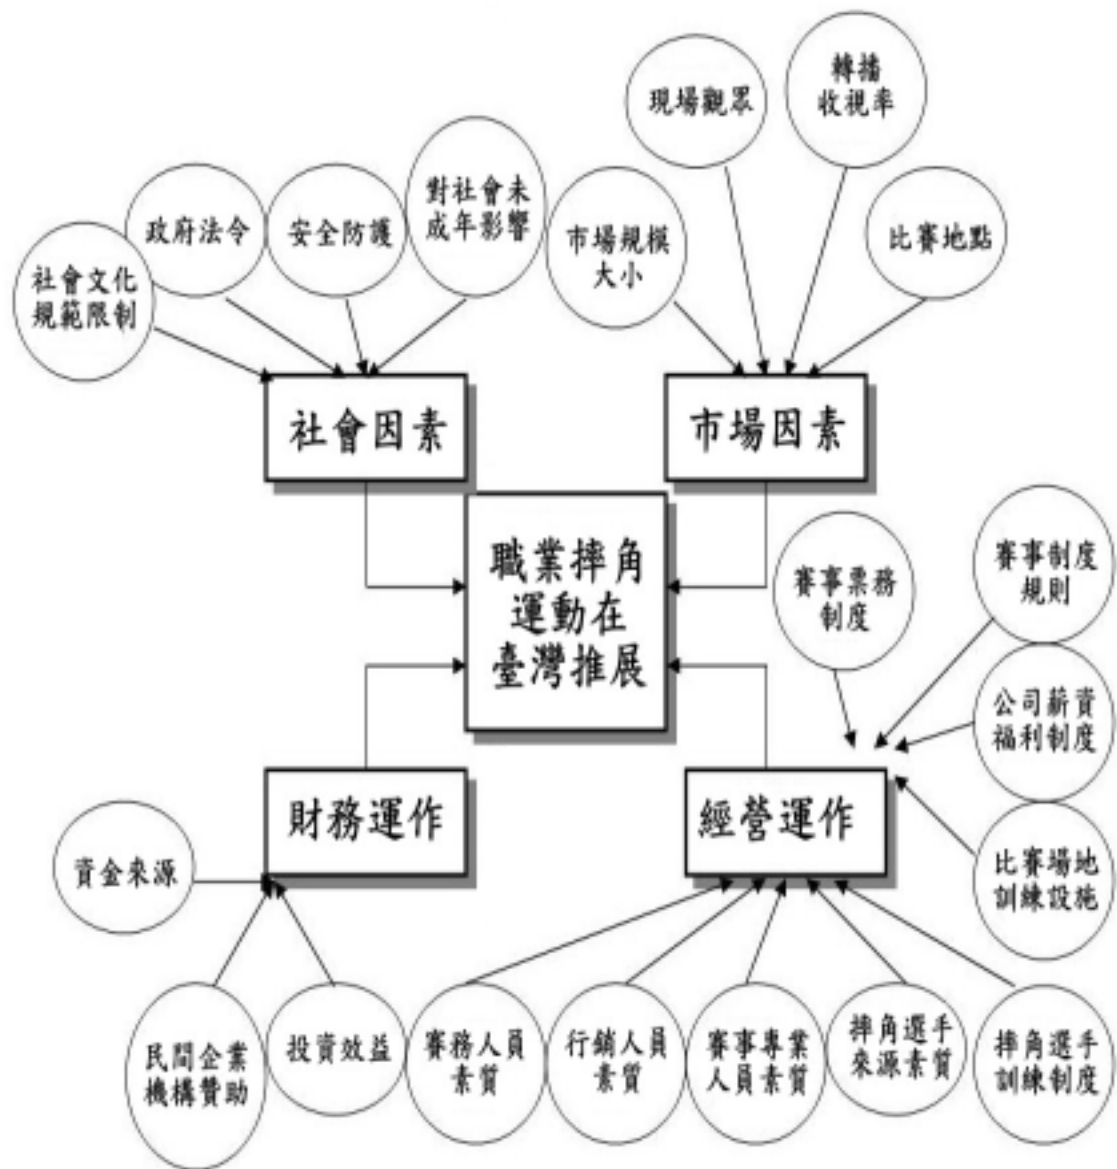 轉播
收視率
現場觀眾
對社會未
成年影響
政府法令
安全防護
市場規模
大小
比賽地點
社會文化
規範限制
社會因素
市場因素
職業摔角
運動在
臺灣推展
賽事票務
制度
賽事制度
規則
公司薪資
福利制度
財務運作
經營運作
資金來源
比賽場地
訓練設施
民間企業
機構贊助
投資效益
賽務人員
素質
行銷人員
素質
賽事專業
人員素質
摔角選手
來源素質
摔角選手
訓練制度